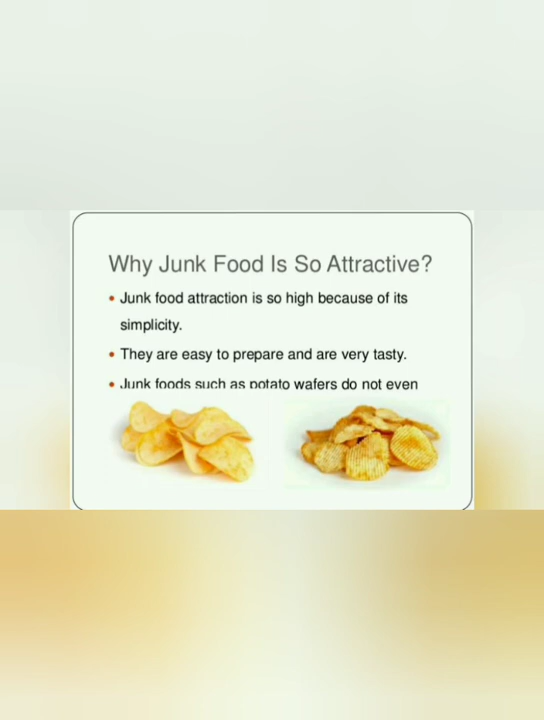 Why Junk Food Is So Attractive?
• Junk food attraction is so high because of its
simplicity.
• They are easy to prepare and are very tasty.
• Junk foods such as potato wafers do not even